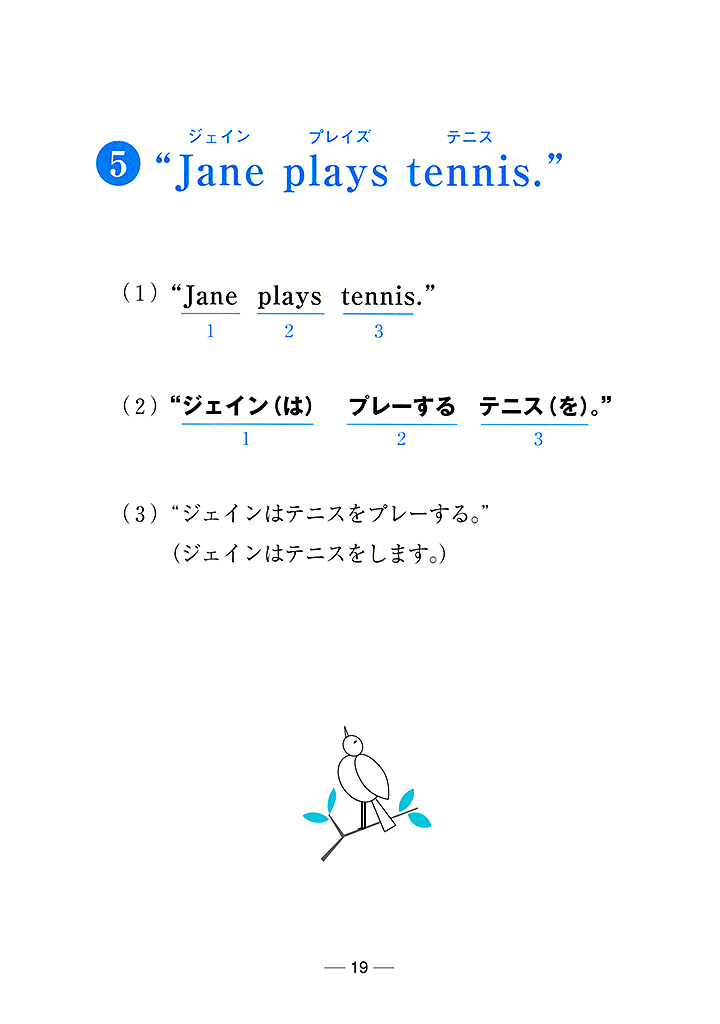 ジェイン プレイズ テニス
5 “Jane plays tennis.”
(1) “Jane plays tennis.”
1 2 3
(2) “ジェイン(は) プレーする テニス(を)。”
1 2 3
(3) “ジェインはテニスをプレーする。”
(ジェインはテニスをします。)
— 19 —